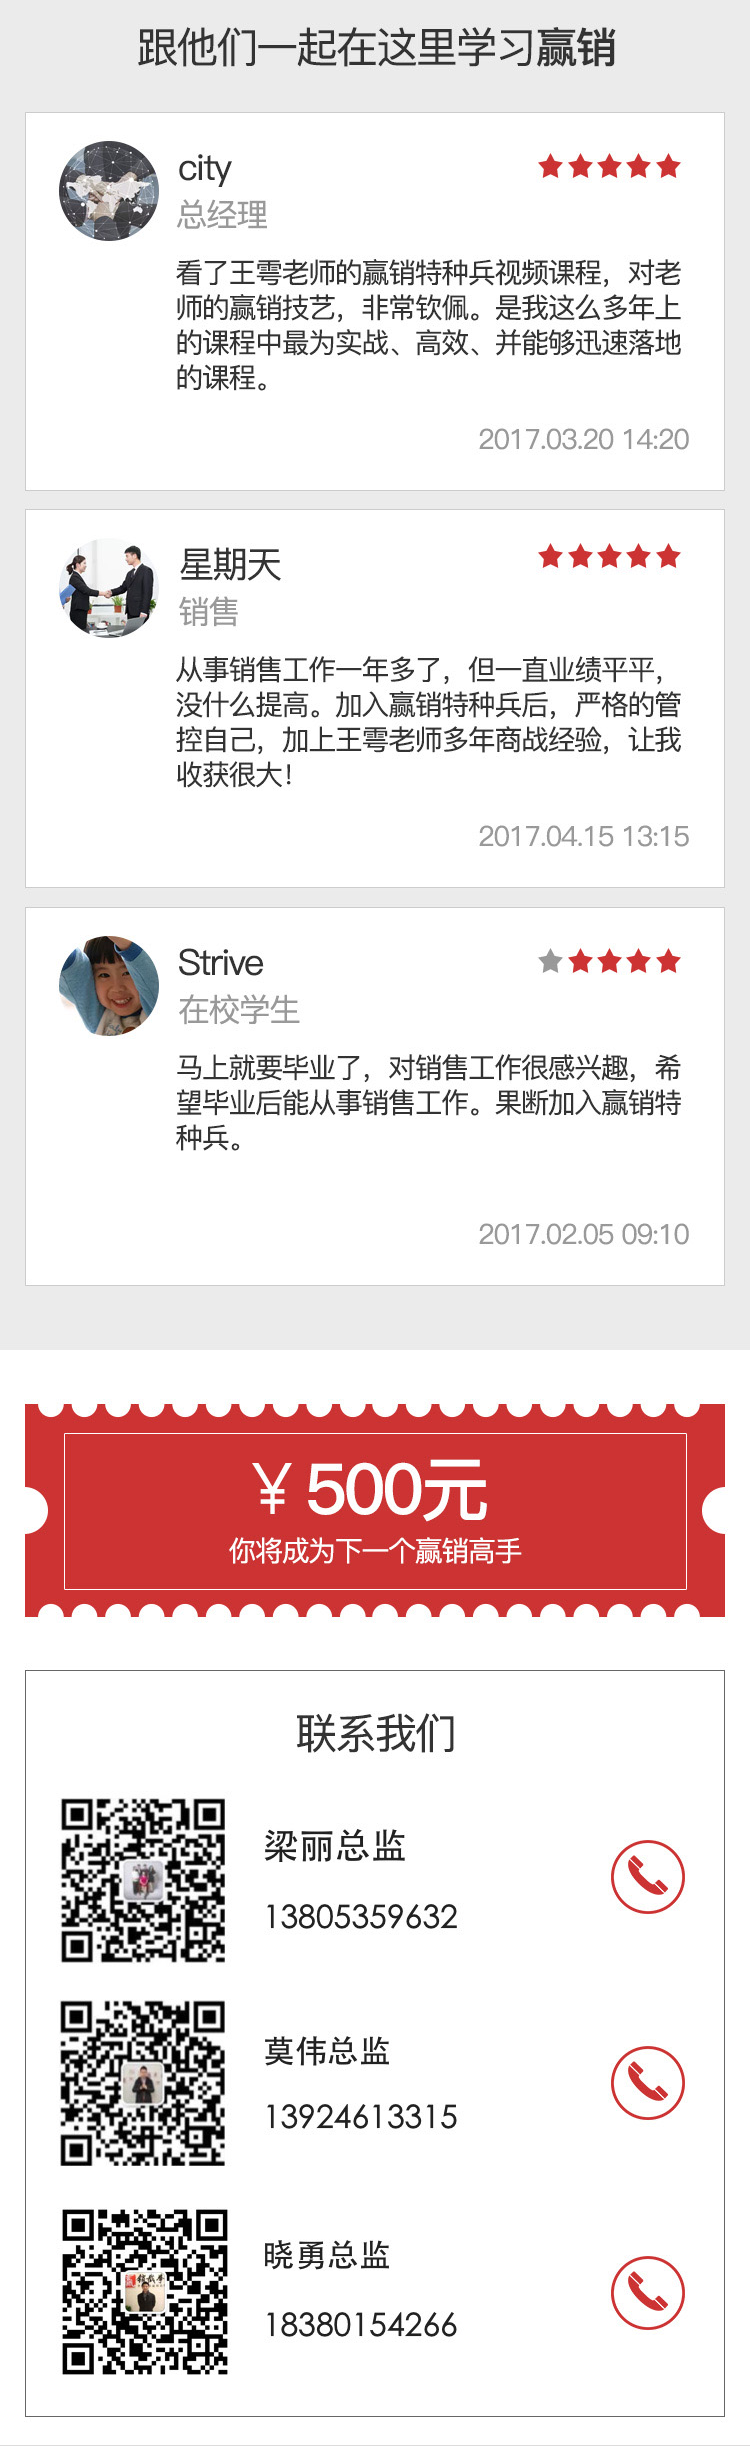 跟他们一起在这里学习赢销
city
总经理
看了王雩老师的赢销特种兵视频课程，对老
师的赢销技艺，非常钦佩。是我这么多年上
的课程中最为实战、高效、并能够迅速落地
的课程。
2017.03.20 14:20
星期天
销售
从事销售工作一年多了，但一直业绩平平，
没什么提高。加入赢销特种兵后，严格的管
控自己，加上王雩老师多年商战经验，让我
收获很大！
2017.04.15 13:15
Strive
在校学生
马上就要毕业了，对销售工作很感兴趣，希
望毕业后能从事销售工作。果断加入赢销特
种兵。
2017.02.05 09:10
￥500元
你将成为下一个赢销高手
联系我们
梁丽总监
13805359632
莫伟总监
13924613315
晓勇总监
18380154266